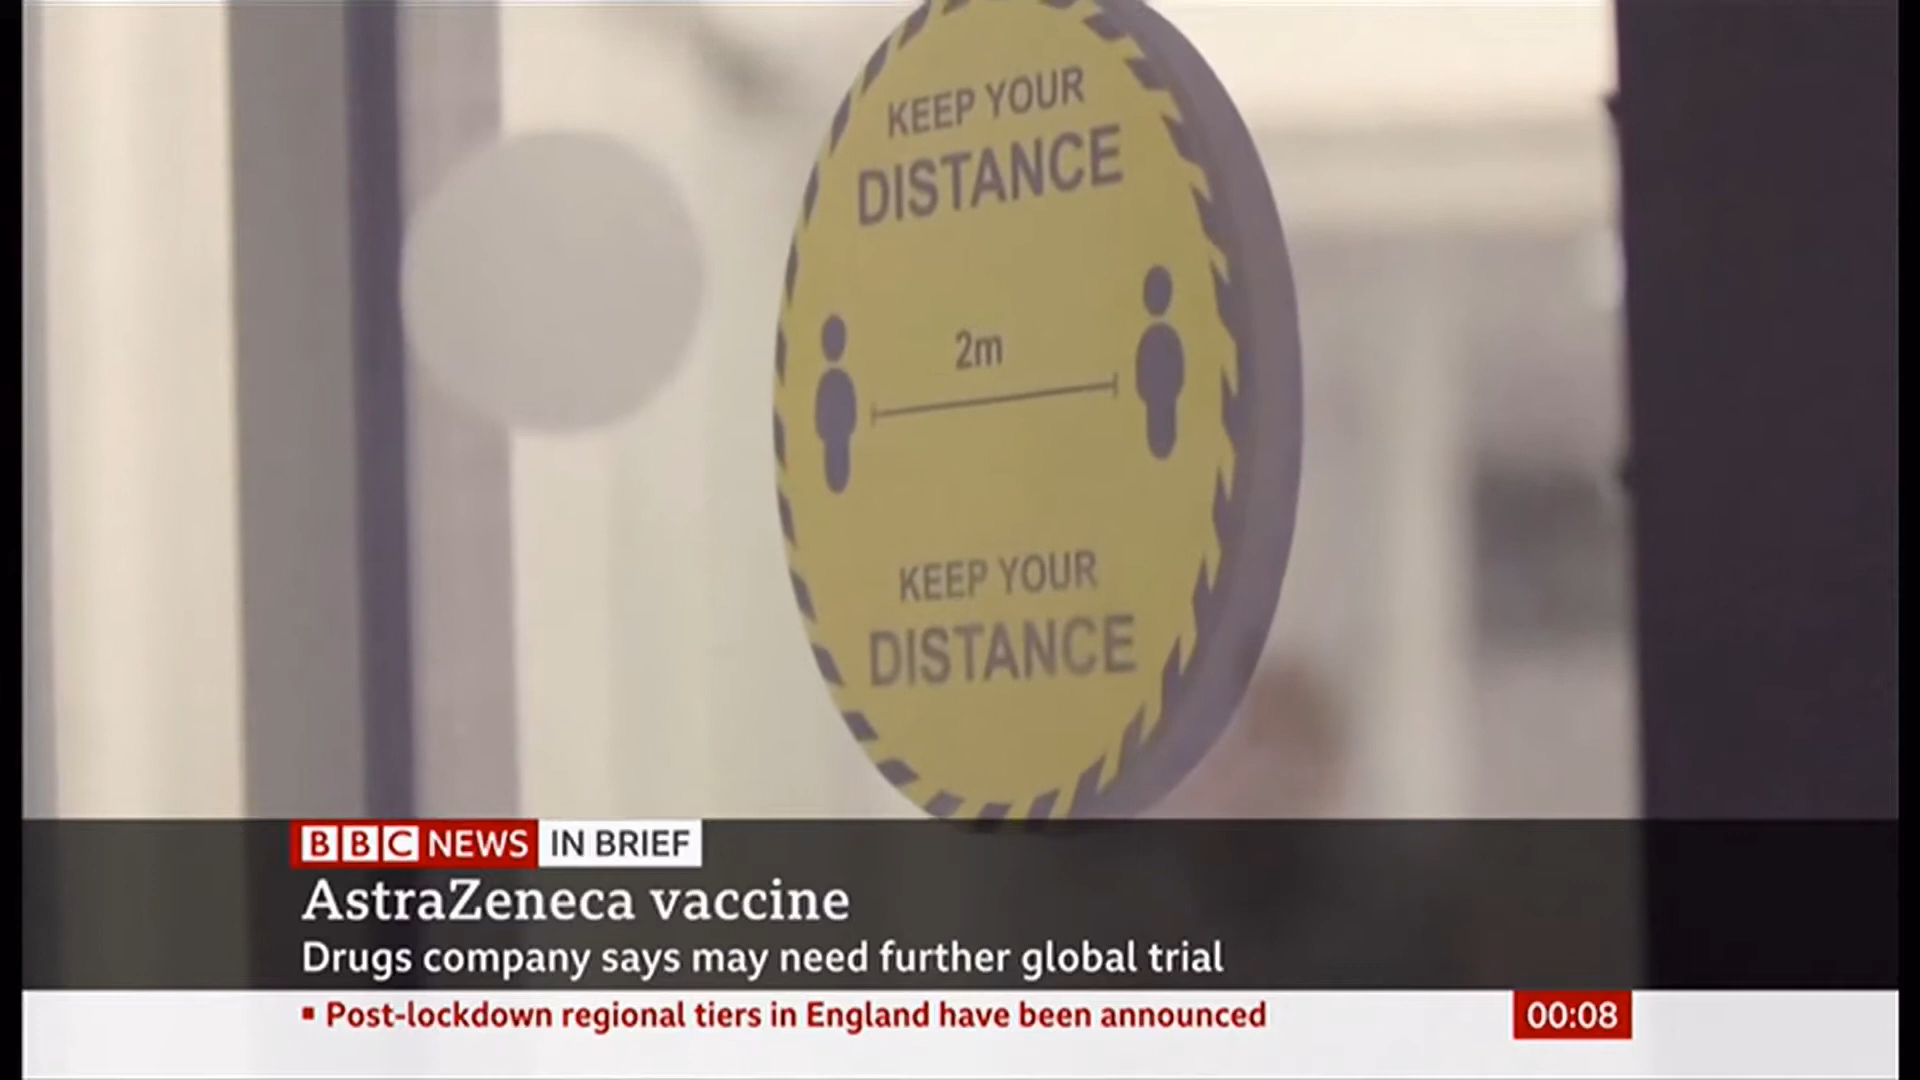 KEEP YOUR
DISTANCE
2m
KEEP YOUR
DISTANCE
BBC NEWS IN BRIEF
AstraZeneca vaccine
Drugs company says may need further global trial
▪ Post-lockdown regional tiers in England have been announced
00:08